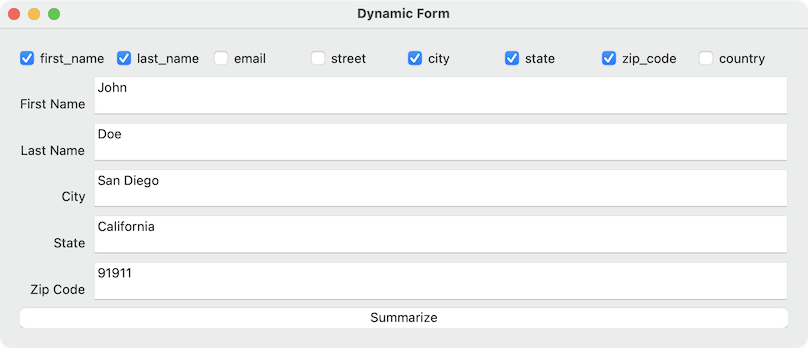 Dynamic Form
first_name last_name email street city state zip_code country
First Name John
Last Name Doe
City San Diego
State California
Zip Code 91911
Summarize